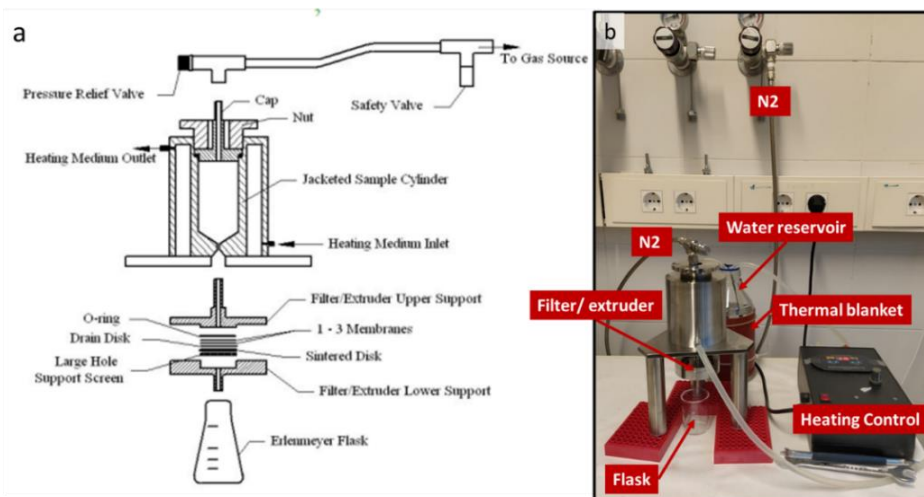 a
Pressure Relief Valve
To Gas Source
Safety Valve
Cap
Nut
Heating Medium Outlet
Jacketed Sample Cylinder
Heating Medium Inlet
Filter/Extruder Upper Support
O-ring
1 - 3 Membranes
Drain Disk
Sintered Disk
Large Hole
Support Screen
Filter/Extruder Lower Support
Erlenmeyer Flask
b
N2
Water reservoir
N2
Filter/ extruder
Thermal blanket
Heating Control
Flask